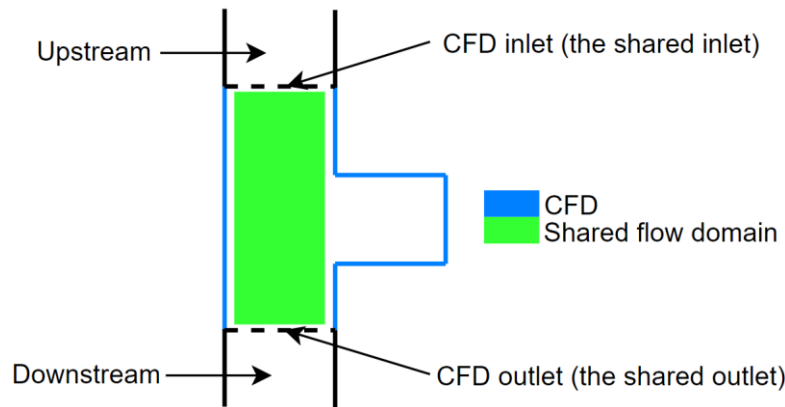 Upstream
CFD inlet (the shared inlet)
CFD
Shared flow domain
Downstream
CFD outlet (the shared outlet)